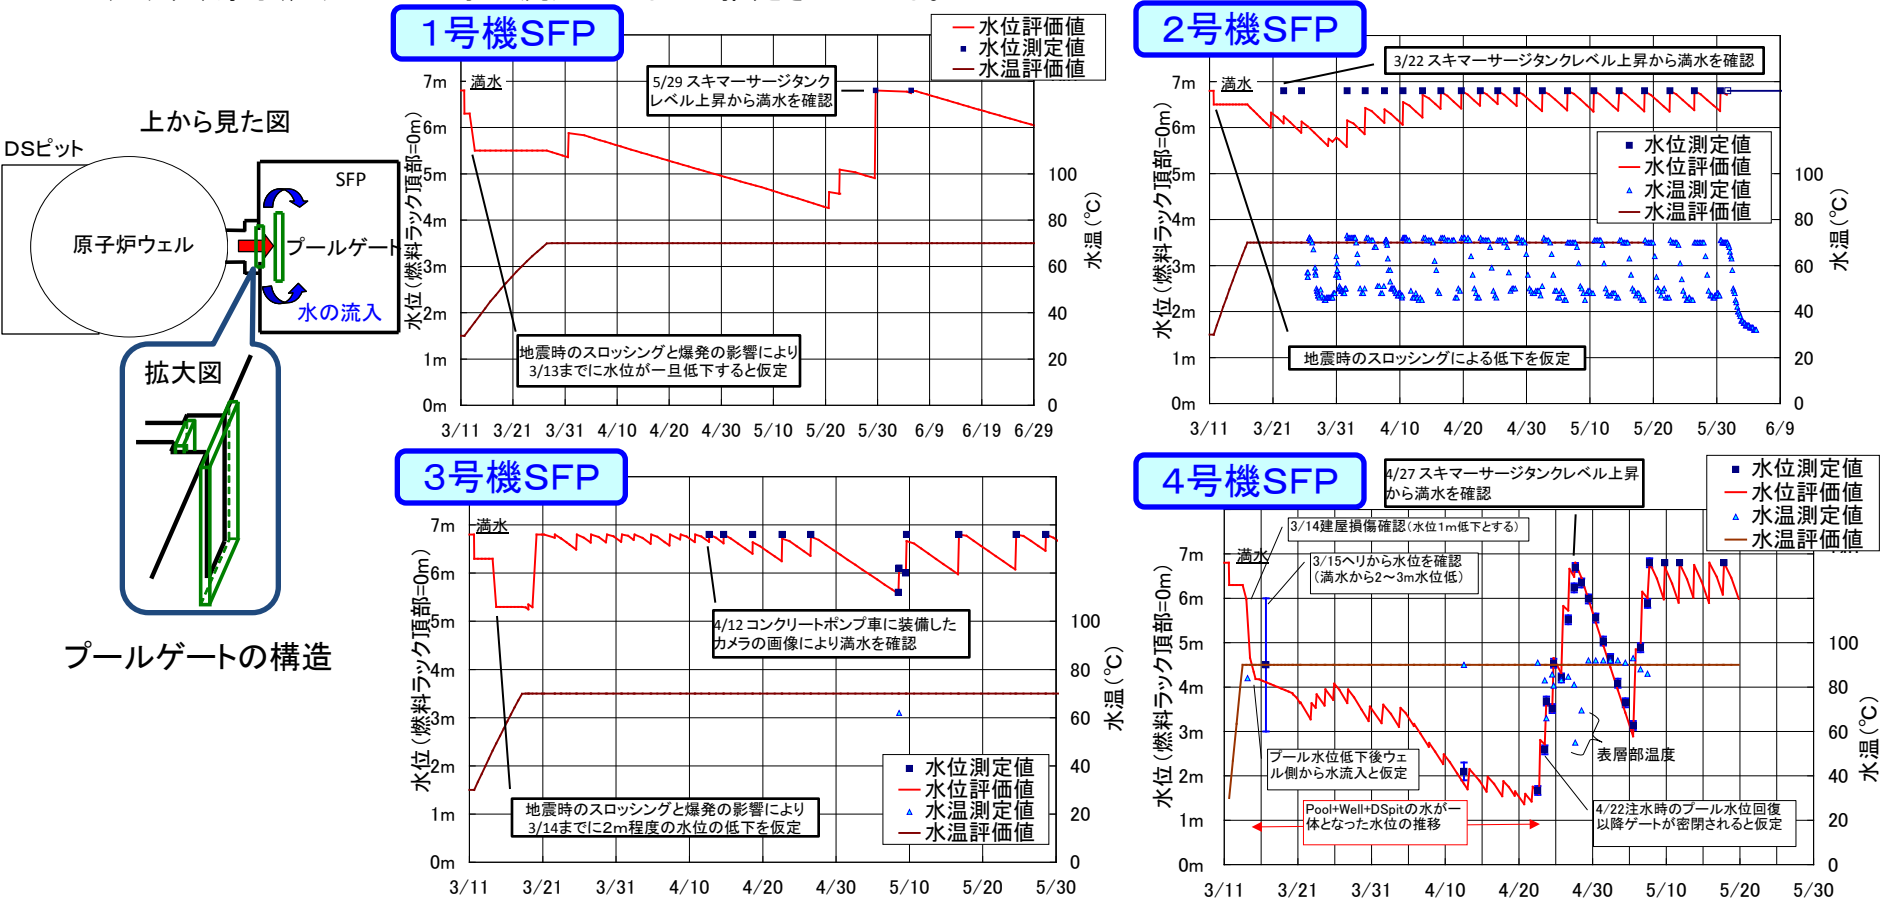 上から見た図
DSピット
SFP
原子炉ウェル
プールゲート
水の流入
拡大図
プールゲートの構造
1号機SFP
水位評価値
水位測定値
水温評価値
満水
5/29 スキマーサージタンク
レベル上昇から満水を確認
地震時のスロッシングと爆発の影響により
3/13までに水位が一旦低下すると仮定
水位(燃料ラック頂部=0m)
7m
6m
5m
4m
3m
2m
1m
0m
100
80
60
40
20
0
水温(℃)
3/11 3/21 3/31 4/10 4/20 4/30 5/10 5/20 5/30 6/9 6/19 6/29
2号機SFP
3/22 スキマーサージタンクレベル上昇から満水を確認
満水
水位測定値
水位評価値
水温測定値
水温評価値
地震時のスロッシングによる低下を仮定
水位(燃料ラック頂部=0m)
7m
6m
5m
4m
3m
2m
1m
0m
100
80
60
40
20
0
水温(℃)
3/11 3/21 3/31 4/10 4/20 4/30 5/10 5/20 5/30 6/9
3号機SFP
満水
4/12 コンクリートポンプ車に装備した
カメラの画像により満水を確認
地震時のスロッシングと爆発の影響により
3/14までに2m程度の水位の低下を仮定
水位測定値
水位評価値
水温測定値
水温評価値
水位(燃料ラック頂部=0m)
7m
6m
5m
4m
3m
2m
1m
0m
100
80
60
40
20
0
水温(℃)
3/11 3/21 3/31 4/10 4/20 4/30 5/10 5/20 5/30
4号機SFP
4/27 スキマーサージタンクレベル上昇
から満水を確認
水位測定値
水位評価値
水温測定値
水温評価値
3/14建屋損傷確認(水位1m低下とする)
満水
3/15ヘリから水位を確認
(満水から2~3m水位低)
プール水位低下後ウェ
ル側から水流入と仮定
表層部温度
Pool+Well+DSpitの水が一
体となった水位の推移
4/22注水時のプール水位回復
以降ゲートが密閉されると仮定
水位(燃料ラック頂部=0m)
7m
6m
5m
4m
3m
2m
1m
0m
100
80
60
40
20
0
水温(℃)
3/11 3/21 3/31 4/10 4/20 4/30 5/10 5/20 5/30